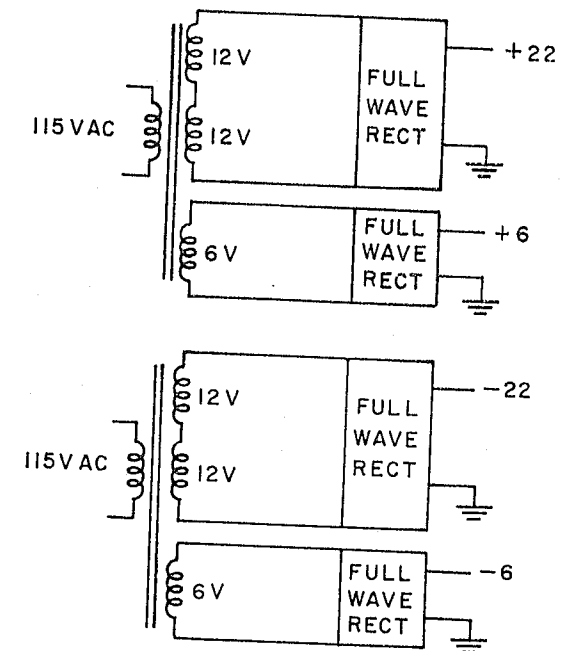 12V
+22
FULL
WAVE
RECT
115VAC
12V
FULL
WAVE
RECT
+6
6V
12V
-22
FULL
WAVE
RECT
115VAC
12V
FULL
WAVE
RECT
-6
6V